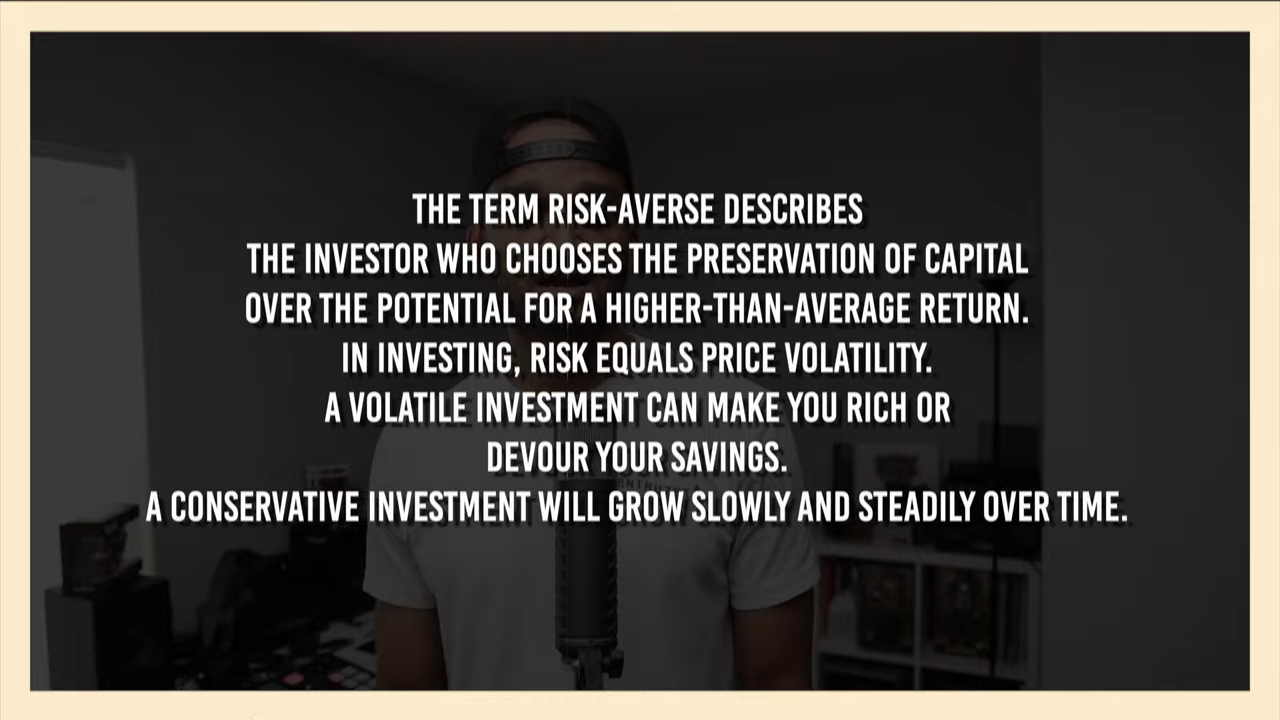 THE TERM RISK-AVERSE DESCRIBES
THE INVESTOR WHO CHOOSES THE PRESERVATION OF CAPITAL
OVER THE POTENTIAL FOR A HIGHER-THAN-AVERAGE RETURN.
IN INVESTING, RISK EQUALS PRICE VOLATILITY.
A VOLATILE INVESTMENT CAN MAKE YOU RICH OR
DEVOUR YOUR SAVINGS.
A CONSERVATIVE INVESTMENT WILL GROW SLOWLY AND STEADILY OVER TIME.